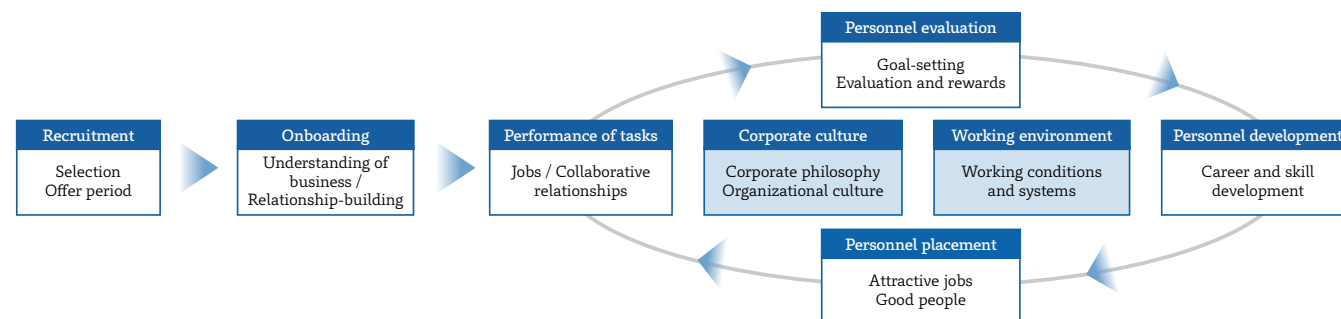 Recruitment
Selection
Offer period
Onboarding
Understanding of
business /
Relationship-building
Performance of tasks
Jobs / Collaborative
relationships
Personnel evaluation
Goal-setting
Evaluation and rewards
Corporate culture
Corporate philosophy
Organizational culture
Working environment
Working conditions
and systems
Personnel development
Career and skill
development
Personnel placement
Attractive jobs
Good people